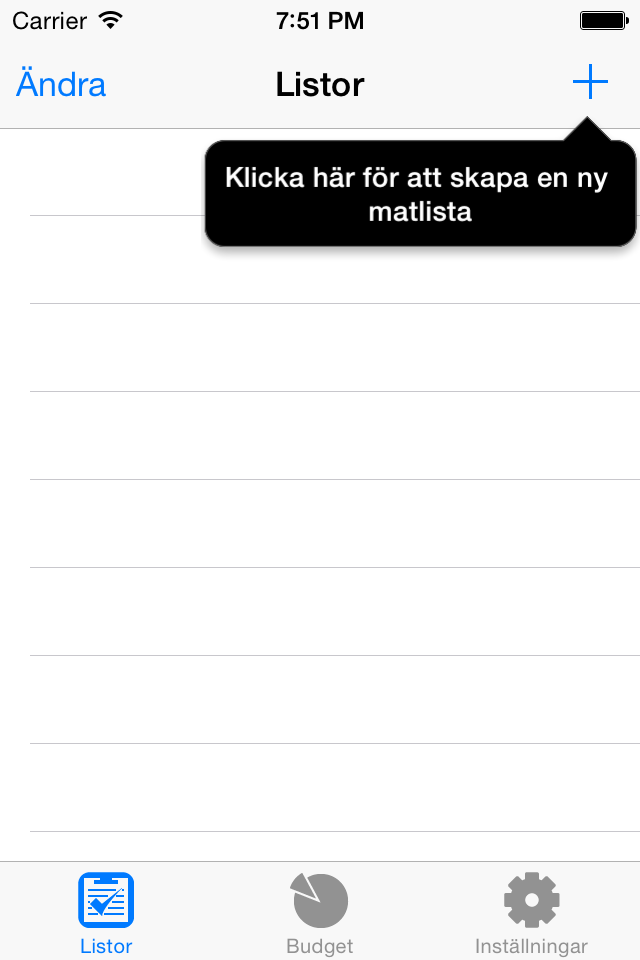 Carrier 7:51 PM
Ändra Listor
Klicka här för att skapa en ny
matlista
Listor Budget Inställningar